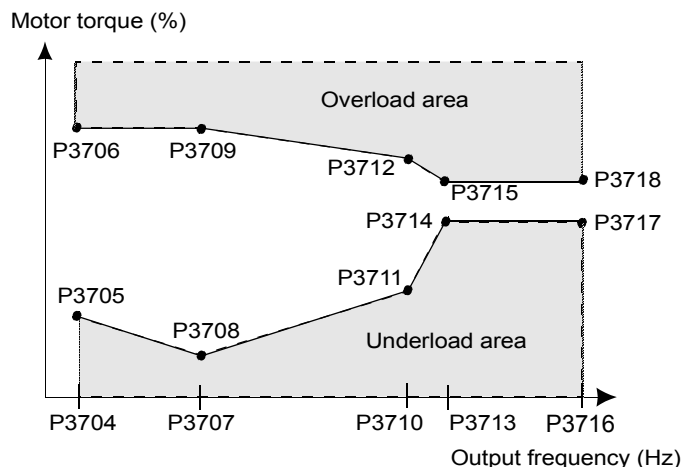 Motor torque (%)
Overload area
P3706
P3709
P3712
P3715
P3718
P3714
P3717
P3711
P3705
P3708
Underload area
P3704
P3707
P3710
P3713
P3716
Output frequency (Hz)